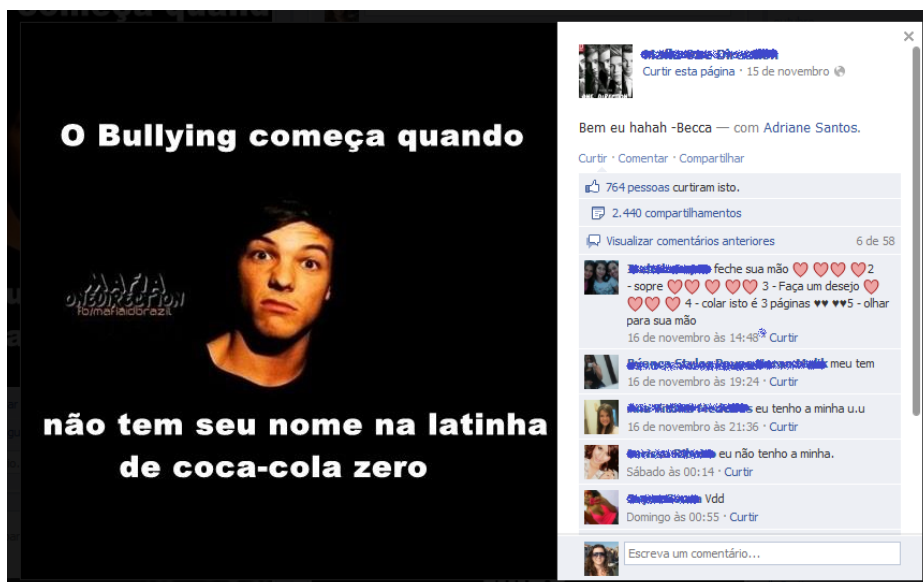 O Bullying começa quando
MAFIA
ONEDIRECTION
fb/mafia1dbrazil
não tem seu nome na latinha
de coca-cola zero
Curtir esta página · 15 de novembro
Bem eu hahah -Becca — com Adriane Santos.
Curtir · Comentar · Compartilhar
764 pessoas curtiram isto.
2.440 compartilhamentos
Visualizar comentários anteriores 6 de 58
feche sua mão ♥ ♥ ♥ ♥2
- sopre ♥♥ ♥ ♥ ♥ 3 - Faça um desejo ♥
♥♥ ♥ 4 - colar isto é 3 páginas ♥♥ ♥♥5 - olhar
para sua mão
16 de novembro às 14:48 Curtir
meu tem
16 de novembro às 19:24 · Curtir
eu tenho a minha u.u
16 de novembro às 21:36 · Curtir
eu não tenho a minha.
Sábado às 00:14 · Curtir
Vdd
Domingo às 00:55 · Curtir
Escreva um comentário...